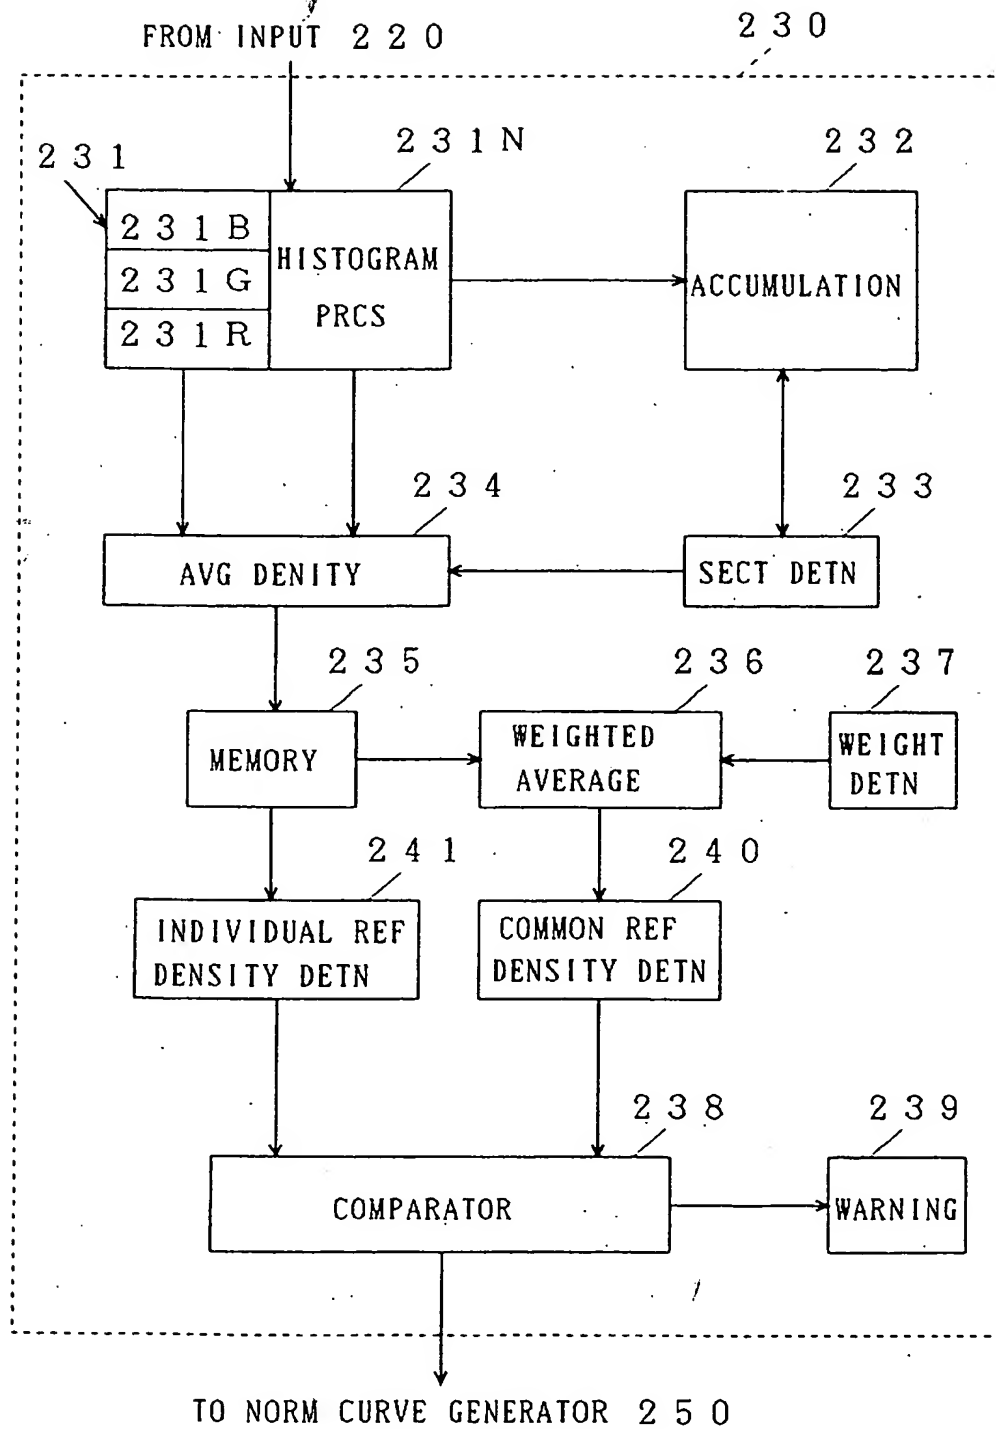 FROM INPUT 220
230
231
231N
232
231B
231G
231R
HISTOGRAM
PRCS
ACCUMULATION
234
233
AVG DENITY
SECT DETN
235
236
237
MEMORY
WEIGHTED
AVERAGE
WEIGHT
DETN
241
240
INDIVIDUAL REF
DENSITY DETN
COMMON REF
DENSITY DETN
238
239
COMPARATOR
WARNING
TO NORM CURVE GENERATOR 250